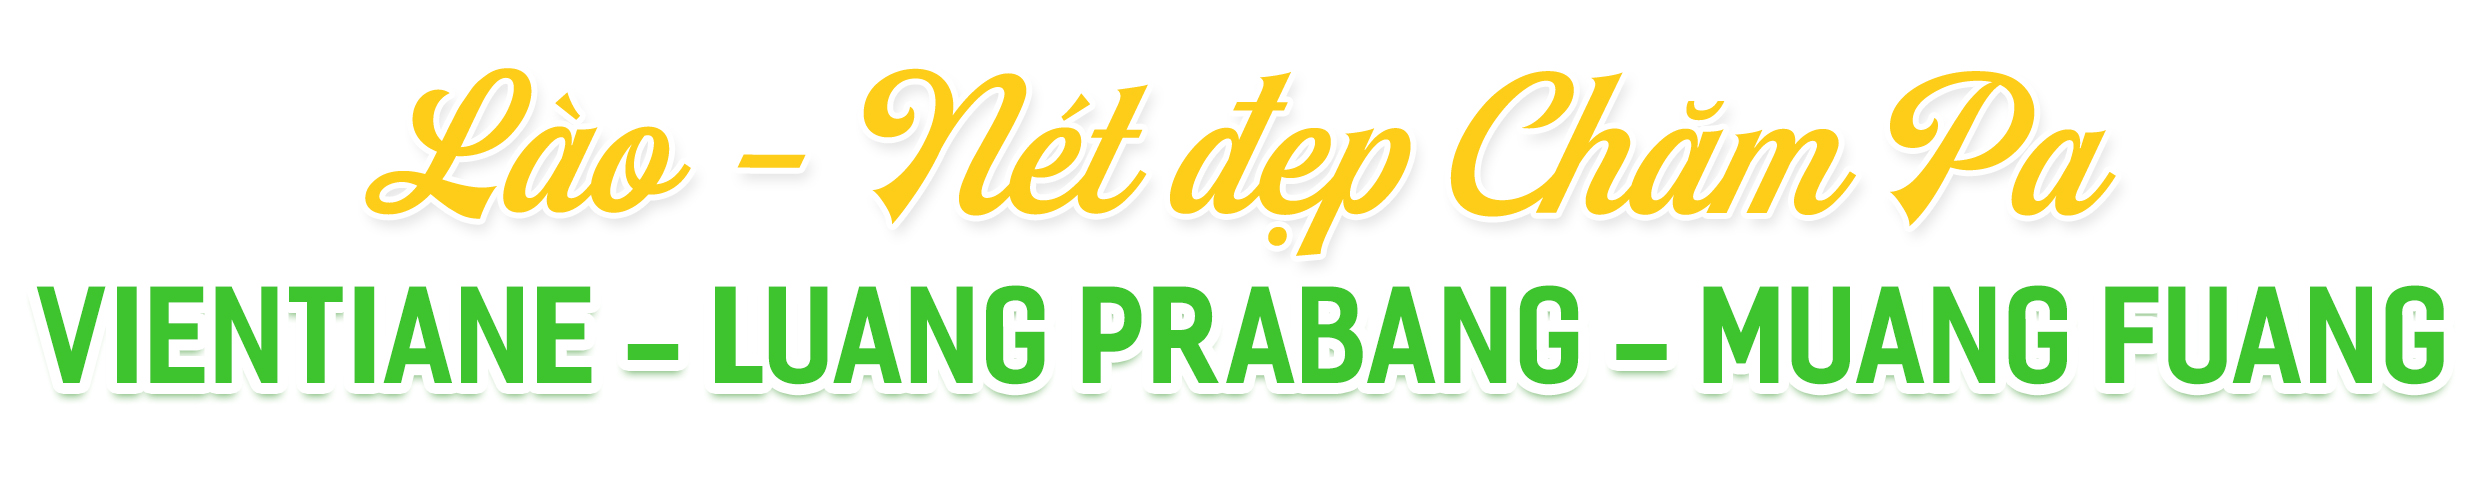 Lào - Nét đẹp Chăm Pa
VIENTIANE - LUANG PRABANG - MUANG FUANG